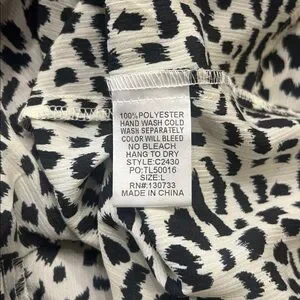 100%POLYESTER
HAND WASH COLD
WASH SEPARATELY
COLOR WILL BLEED
NO BLEACH
HANG TO DRY
STYLE:C2430
PO:TL50016
SIZE:L
RN#:130733
MADE IN CHINA